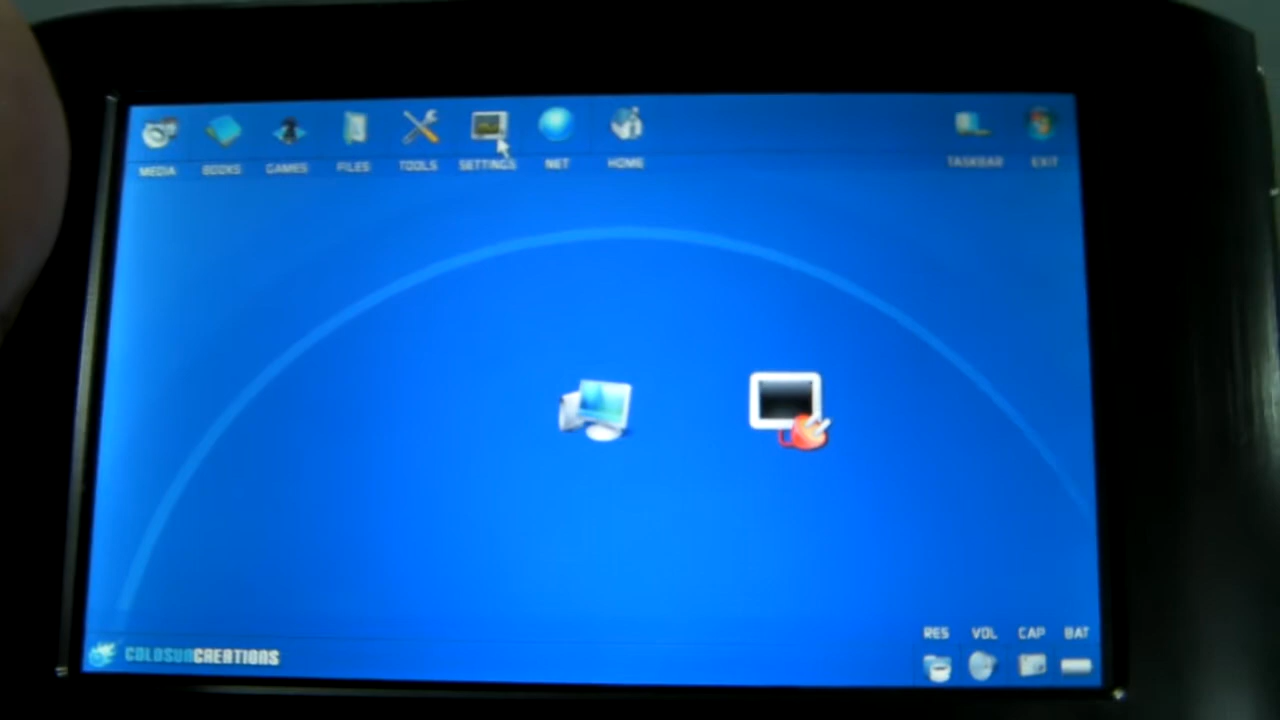 MEDIA BOOKS GAMES FILES TOOLS SETTINGS NET HOME TASKBAR EXIT
RES VOL CAP BAT
COLDSUNCREATIONS